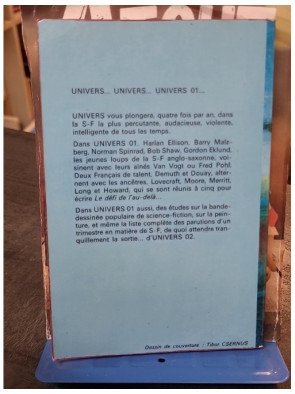 UNIVERS... UNIVERS... UNIVERS 01...
UNIVERS vous plongera, quatre fois par an, dans
la S-F la plus percutante, audacieuse, violente,
intelligente de tous les temps.
Dans UNIVERS 01, Harlan Ellison, Barry Malz-
berg, Norman Spinrad, Bob Shaw, Gordon Eklund,
les jeunes loups de la S-F anglo-saxonne, voi-
sinent avec leurs aînés Van Vogt ou Fred Pohl.
Deux Français de talent, Demuth et Douay, alter-
nent avec les ancêtres, Lovecraft, Moore, Merritt,
Long et Howard, qui se sont réunis à cinq pour
écrire Le défi de l'au-delà...
Dans UNIVERS 01 aussi, des études sur la bande-
dessinée populaire de science-fiction, sur la pein-
ture, et même la liste complète des parutions d'un
trimestre en matière de S-F, de quoi attendre tran-
quillement la sortie... d'UNIVERS 02.
Dessin de couverture : Tibor CSERNUS